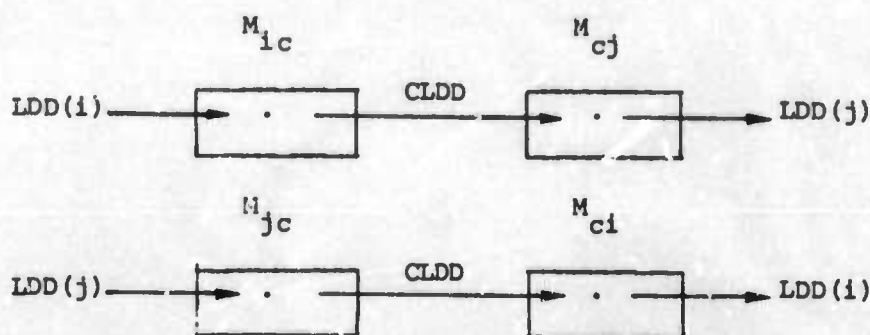 M_ic M_cj
LDD(i) CLDD LDD(j)
M_jc M_ci
LDD(j) CLDD LDD(i)